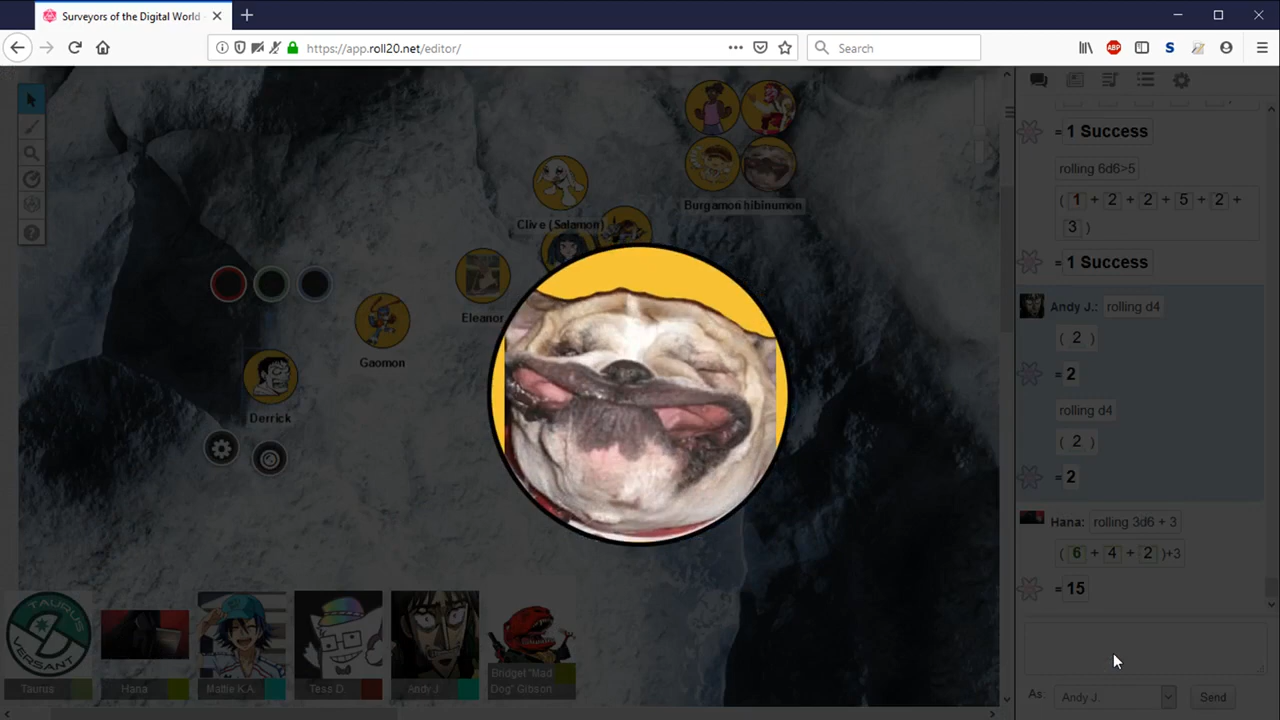 Surveyors of the Digital World
https://app.roll20.net/editor/
Search
ABP
S
= 1 Success
rolling 6d6>5
( 1 + 2 + 2 + 5 + 2 +
3 )
= 1 Success
Andy J.: rolling d4
( 2 )
= 2
rolling d4
( 2 )
= 2
Hana: rolling 3d6 + 3
( 6 + 4 + 2 )+3
= 15
As: Andy J. Send
Burgamon hibinumon
Clive (Salamon)
Eleanor
Gaomon
Derrick
TAURUS
VERSANT
Taurus
Hana
Mattie K.A.
Tess D.
Andy J.
Bridget "Mad
Dog" Gibson